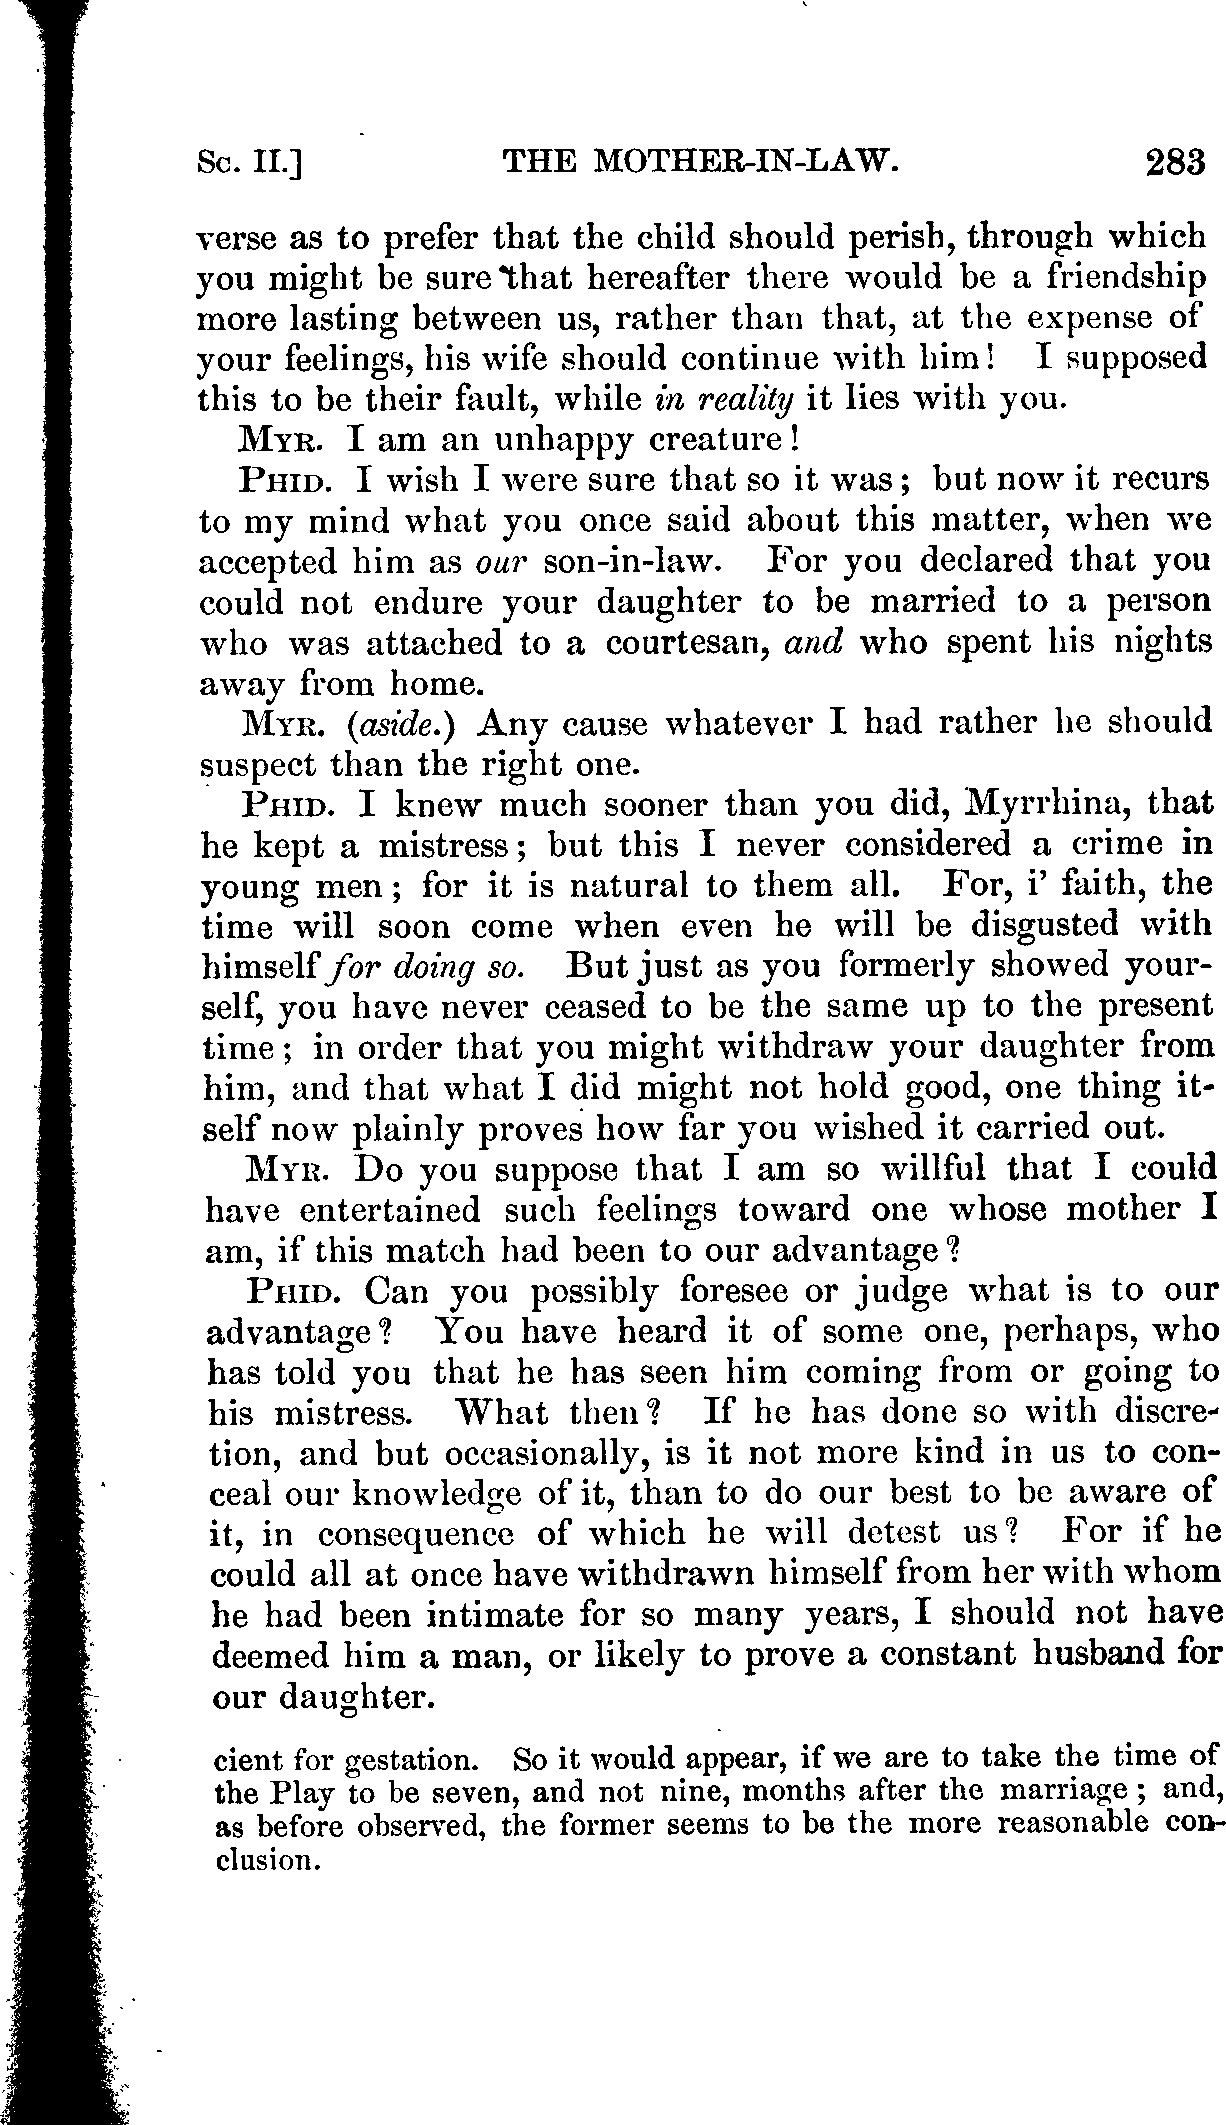 Sc. II.] THE MOTHER-IN-LAW. 283
verse as to prefer that the child should perish, through which
you might be sure that hereafter there would be a friendship
more lasting between us, rather than that, at the expense of
your feelings, his wife should continue with him! I supposed
this to be their fault, while in reality it lies with you.
Myr. I am an unhappy creature!
Phid. I wish I were sure that so it was; but now it recurs
to my mind what you once said about this matter, when we
accepted him as our son-in-law. For you declared that you
could not endure your daughter to be married to a person
who was attached to a courtesan, and who spent his nights
away from home.
Myr. (aside.) Any cause whatever I had rather he should
suspect than the right one.
Phid. I knew much sooner than you did, Myrrhina, that
he kept a mistress; but this I never considered a crime in
young men; for it is natural to them all. For, i' faith, the
time will soon come when even he will be disgusted with
himself for doing so. But just as you formerly showed your-
self, you have never ceased to be the same up to the present
time; in order that you might withdraw your daughter from
him, and that what I did might not hold good, one thing it-
self now plainly proves how far you wished it carried out.
Myr. Do you suppose that I am so willful that I could
have entertained such feelings toward one whose mother I
am, if this match had been to our advantage?
Phid. Can you possibly foresee or judge what is to our
advantage? You have heard it of some one, perhaps, who
has told you that he has seen him coming from or going to
his mistress. What then? If he has done so with discre-
tion, and but occasionally, is it not more kind in us to con-
ceal our knowledge of it, than to do our best to be aware of
it, in consequence of which he will detest us? For if he
could all at once have withdrawn himself from her with whom
he had been intimate for so many years, I should not have
deemed him a man, or likely to prove a constant husband for
our daughter.
cient for gestation. So it would appear, if we are to take the time of
the Play to be seven, and not nine, months after the marriage; and,
as before observed, the former seems to be the more reasonable con-
clusion.